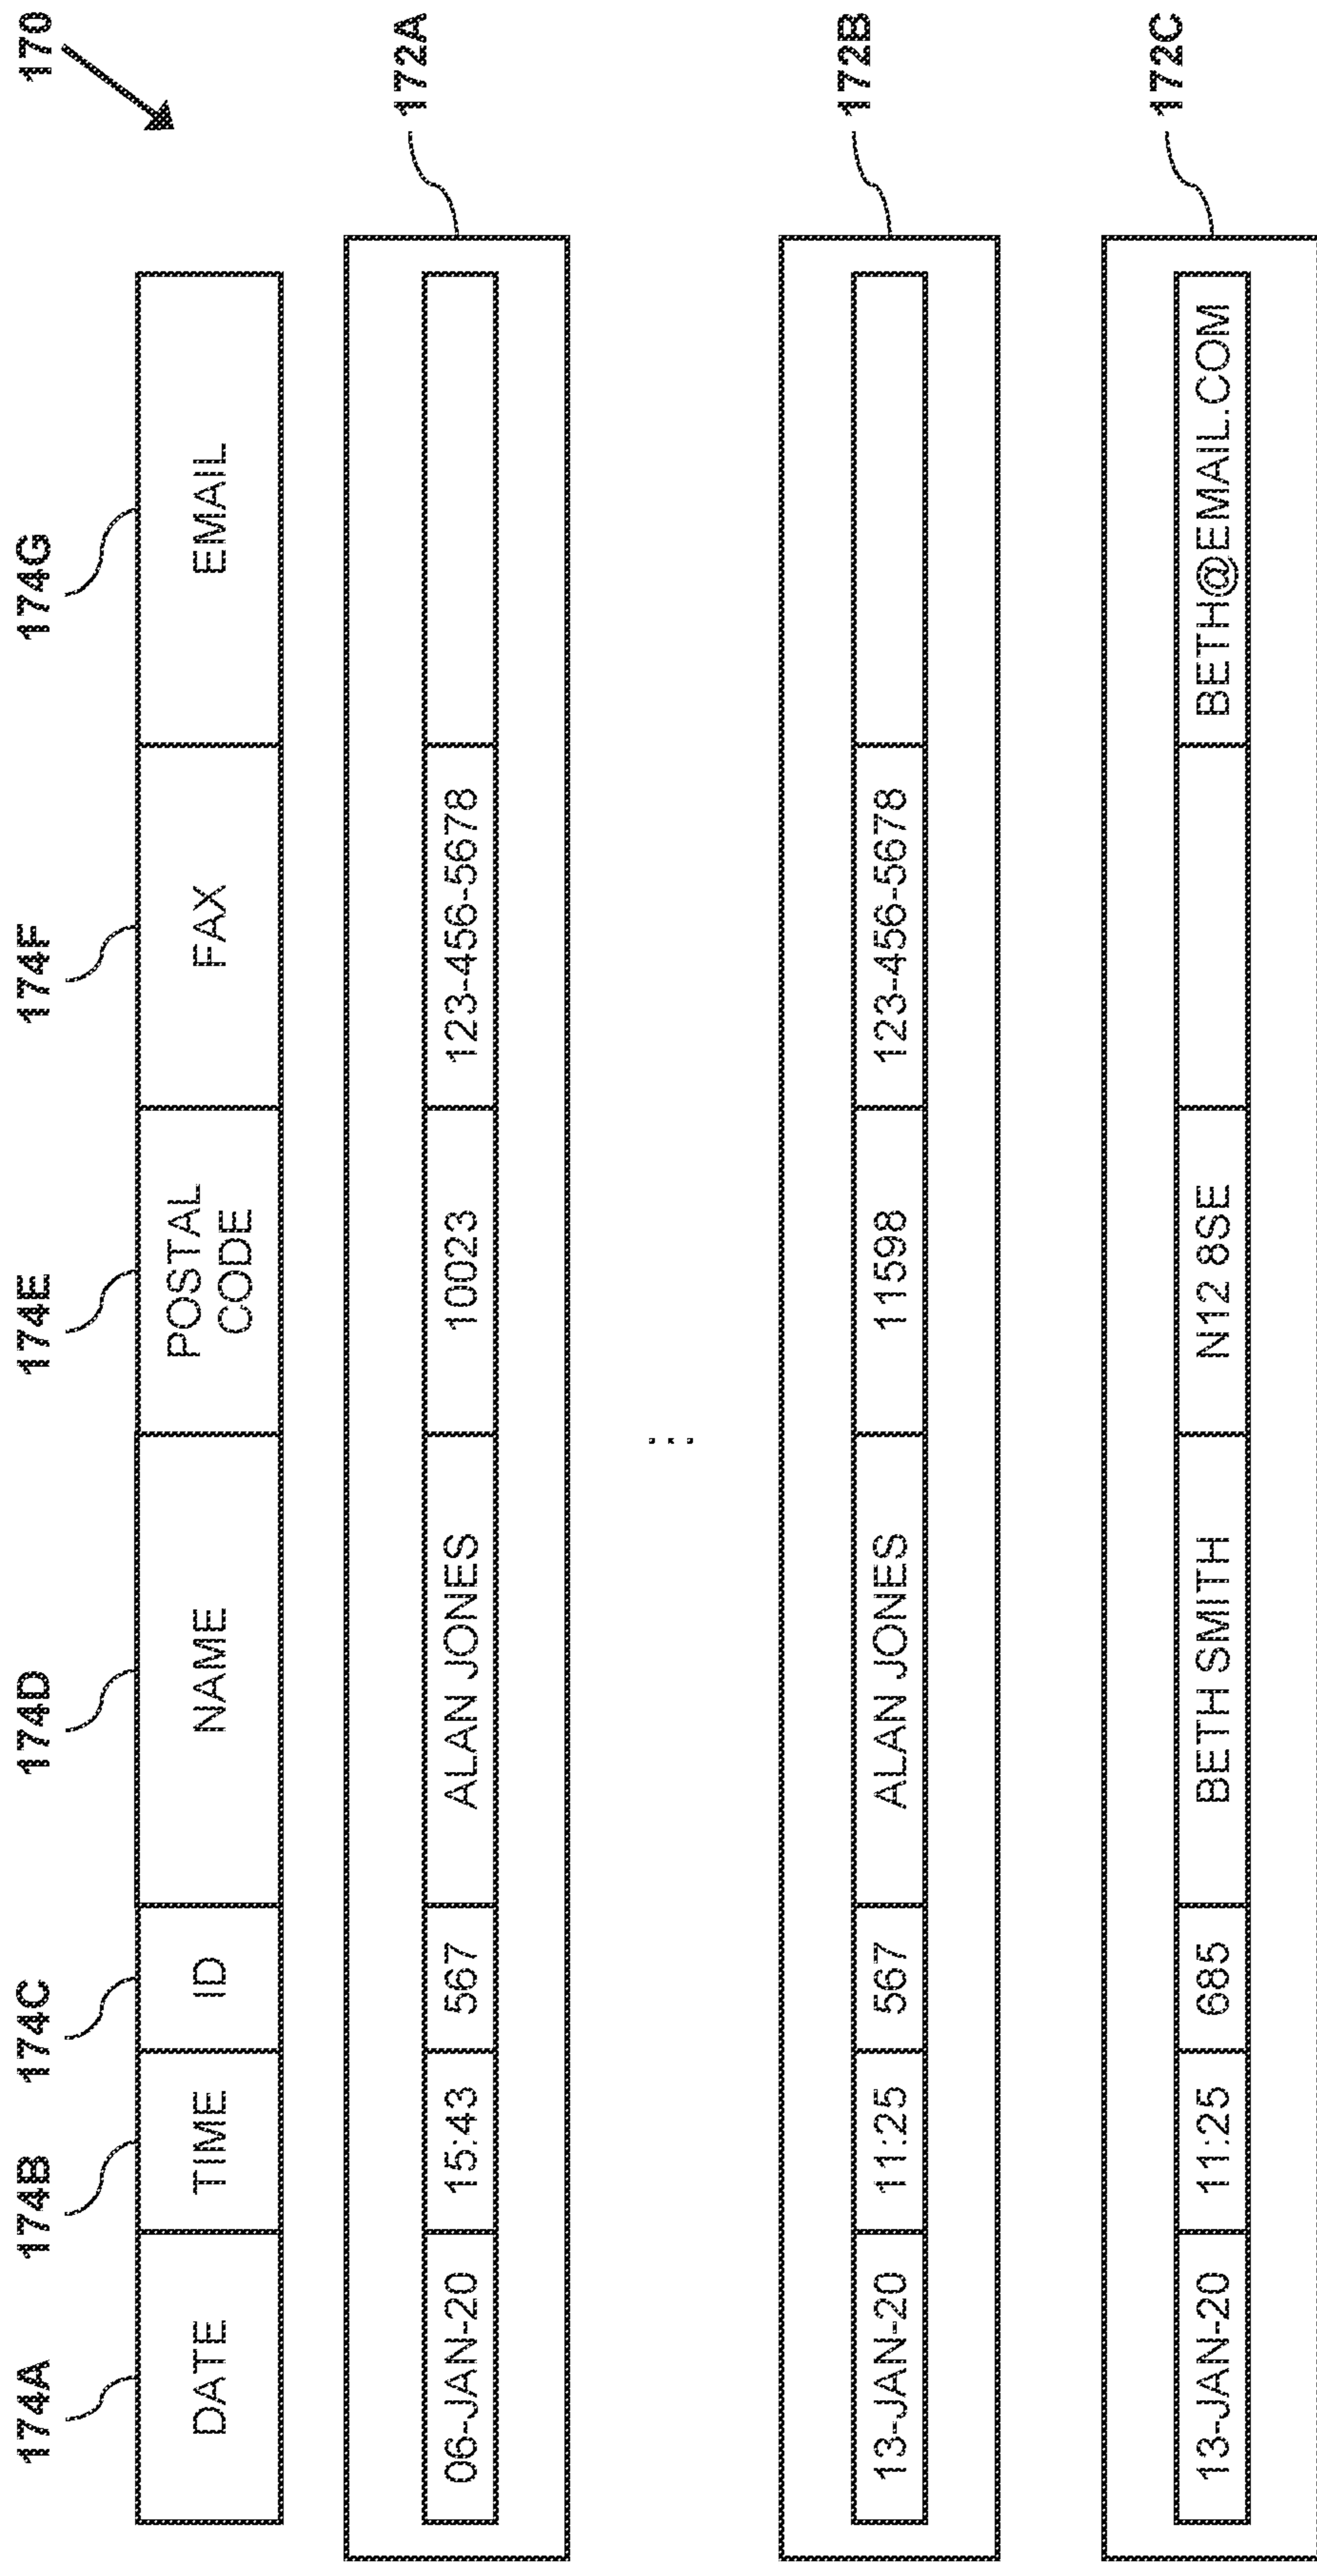 170
174A 174B 174C 174D 174E 174F 174G
DATE TIME ID NAME POSTAL CODE FAX EMAIL
172A
06-JAN-20 15:43 567 ALAN JONES 10023 123-456-5678
...
172B
13-JAN-20 11:25 567 ALAN JONES 11598 123-456-5678
172C
13-JAN-20 11:25 685 BETH SMITH N12 8SE BETH@EMAIL.COM